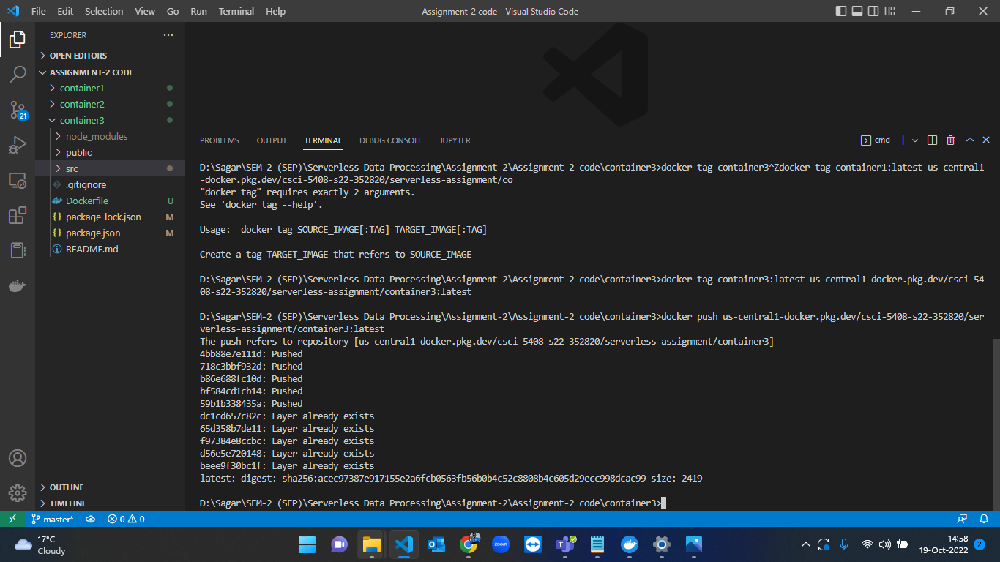 File Edit Selection View Go Run Terminal Help
Assignment-2 code - Visual Studio Code
EXPLORER
OPEN EDITORS
ASSIGNMENT-2 CODE
container1
container2
container3
node_modules
public
src
.gitignore
Dockerfile U
package-lock.json M
package.json M
README.md
OUTLINE
TIMELINE
21
PROBLEMS OUTPUT TERMINAL DEBUG CONSOLE JUPYTER
cmd
D:\Sagar\SEM-2 (SEP)\Serverless Data Processing\Assignment-2\Assignment-2 code\container3>docker tag container3^Zdocker tag container1:latest us-central1
-docker.pkg.dev/csci-5408-s22-352820/serverless-assignment/co
"docker tag" requires exactly 2 arguments.
See 'docker tag --help'.
Usage:  docker tag SOURCE_IMAGE[:TAG] TARGET_IMAGE[:TAG]
Create a tag TARGET_IMAGE that refers to SOURCE_IMAGE
D:\Sagar\SEM-2 (SEP)\Serverless Data Processing\Assignment-2\Assignment-2 code\container3>docker tag container3:latest us-central1-docker.pkg.dev/csci-54
08-s22-352820/serverless-assignment/container3:latest
D:\Sagar\SEM-2 (SEP)\Serverless Data Processing\Assignment-2\Assignment-2 code\container3>docker push us-central1-docker.pkg.dev/csci-5408-s22-352820/ser
verless-assignment/container3:latest
The push refers to repository [us-central1-docker.pkg.dev/csci-5408-s22-352820/serverless-assignment/container3]
4bb88e7e111d: Pushed
718c3bbf932d: Pushed
b86e688fc10d: Pushed
bf584cd1cb14: Pushed
59b1b338435a: Pushed
dc1cd657c82c: Layer already exists
65d358b7de11: Layer already exists
f97384e8ccbc: Layer already exists
d56e5e720148: Layer already exists
beee9f30bc1f: Layer already exists
latest: digest: sha256:acec97387e917155e2a6fcb0563fb56b0b4c52c8808b4c605d29ecc998dcac99 size: 2419
D:\Sagar\SEM-2 (SEP)\Serverless Data Processing\Assignment-2\Assignment-2 code\container3>
master* 0 0
17°C
Cloudy
zoom
14:58
19-Oct-2022
2